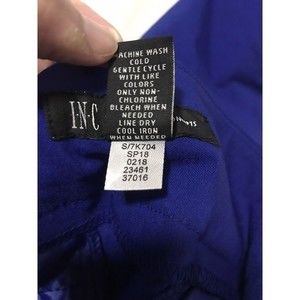 MACHINE WASH
COLD
GENTLE CYCLE
WITH LIKE
COLORS
ONLY NON-
CHLORINE
BLEACH WHEN
NEEDED
LINE DRY
COOL IRON
WHEN NEEDED
I·N·C
S/7K704
SP18
0218
23461
37016